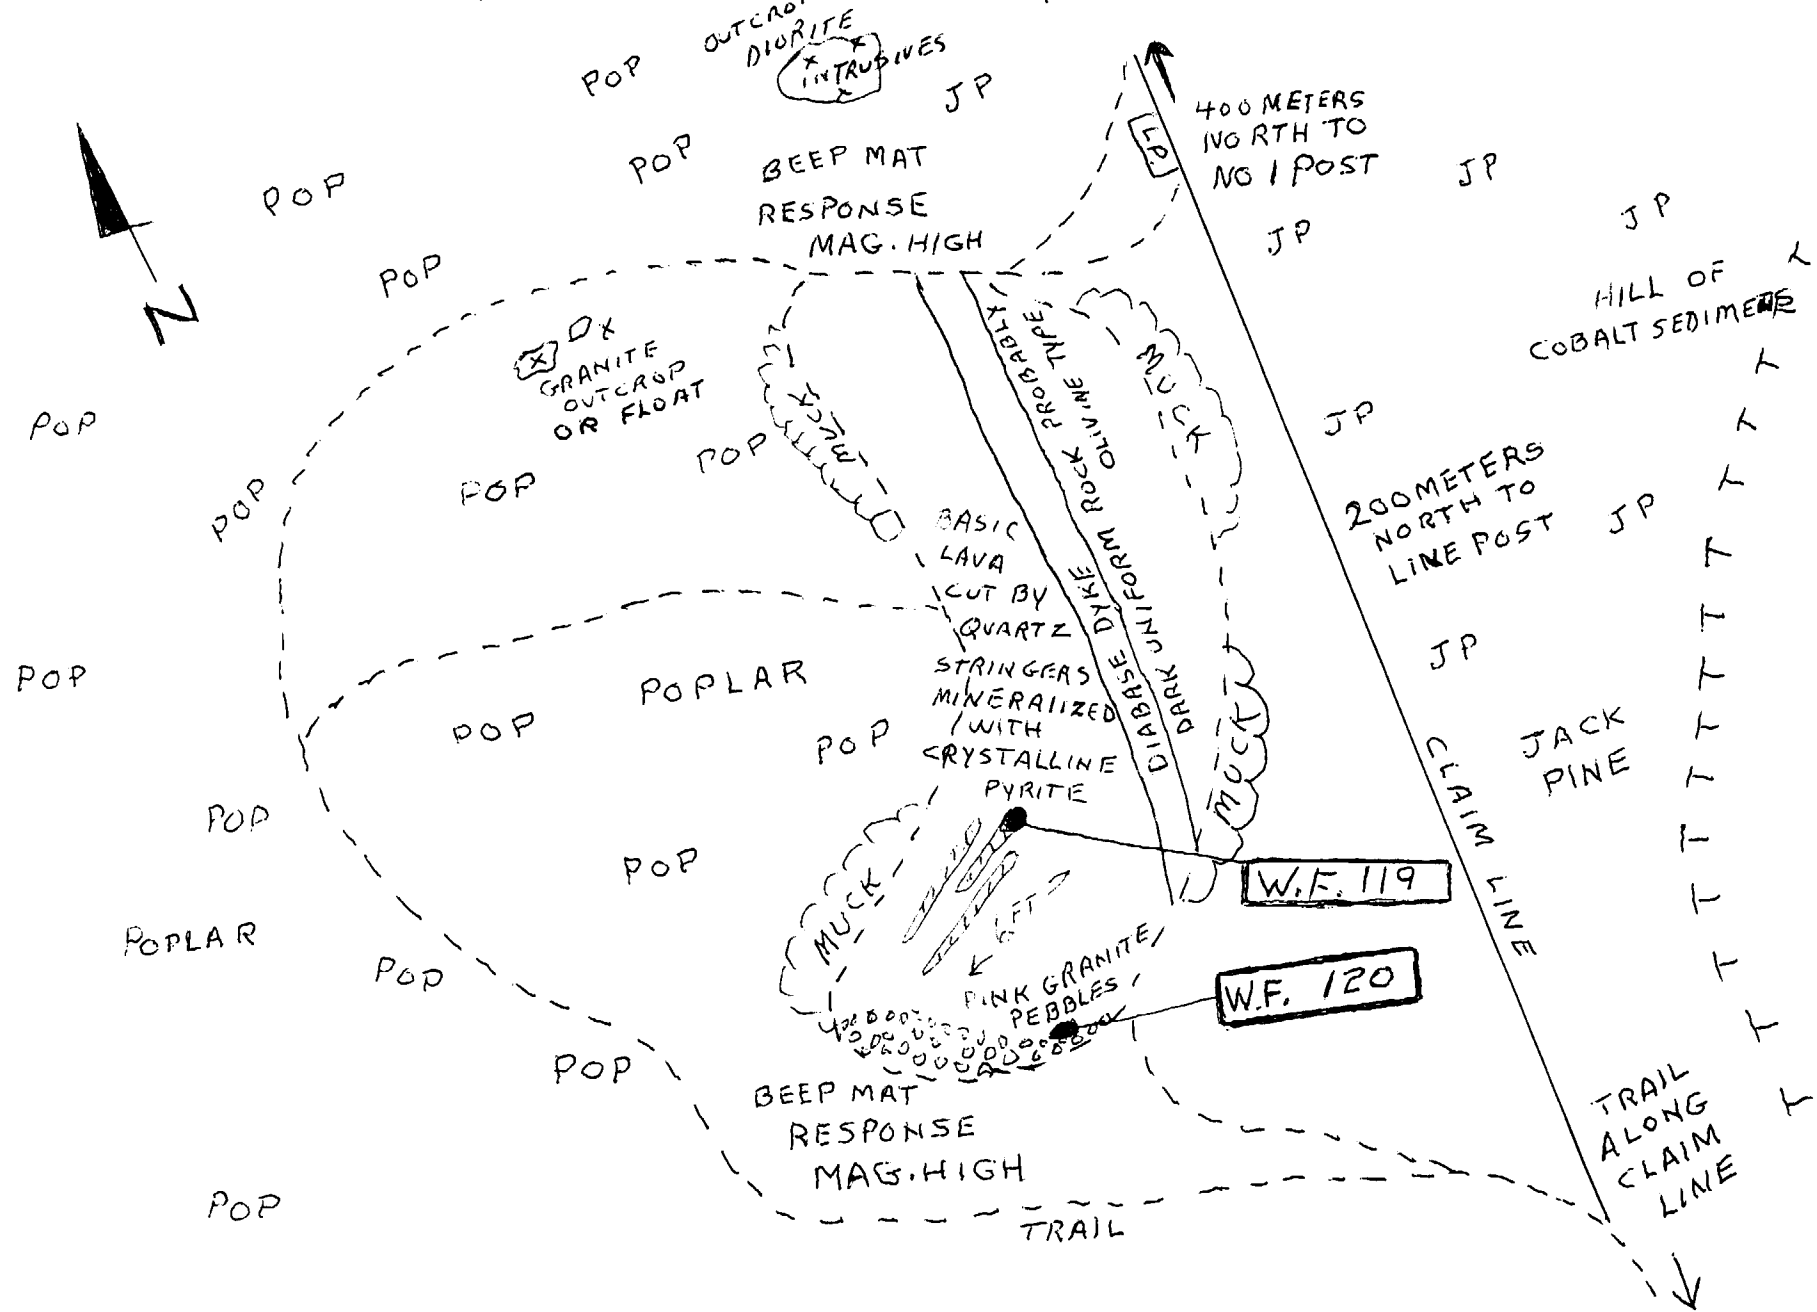 OUTCROP
DIORITE
INTRUSIVES
POP
JP
400 METERS
NORTH TO
NO 1 POST
L.P.
POP
BEEP MAT
RESPONSE
MAG. HIGH
POP
JP
JP
JP
N
POP
HILL OF
COBALT SEDIMENTS
GRANITE
OUTCROP
OR FLOAT
MUCK
MUCK
DIABASE DYKE
DARK UNIFORM ROCK PROBABLY
OLIVINE TYPE
POP
POP
POP
POP
JP
200 METERS
NORTH TO
LINE POST
JP
BASIC
LAVA
CUT BY
QUARTZ
STRINGERS
MINERALIZED
WITH
CRYSTALLINE
PYRITE
POP
POPLAR
POP
POP
JP
JACK
PINE
MUCK
CLAIM LINE
POP
POP
W.F. 119
MUCK
6FT
POPLAR
POP
PINK GRANITE
PEBBLES
W.F. 120
POP
BEEP MAT
RESPONSE
MAG. HIGH
TRAIL
ALONG
CLAIM
LINE
POP
TRAIL